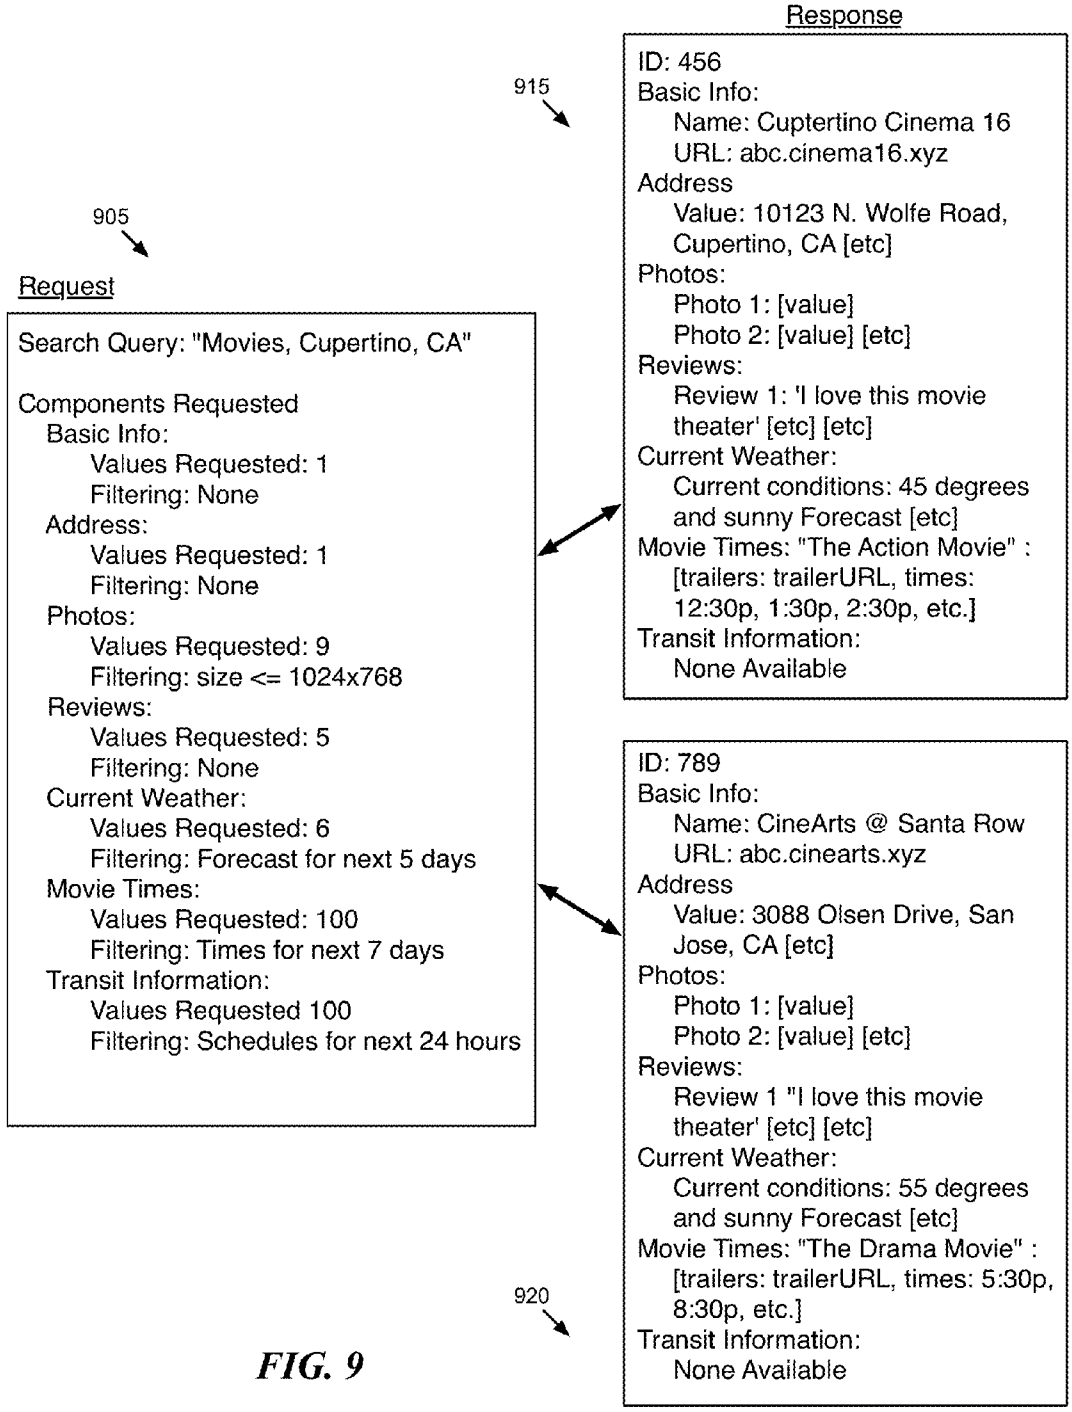 905
Request
Search Query: "Movies, Cupertino, CA"
Components Requested
Basic Info:
Values Requested: 1
Filtering: None
Address:
Values Requested: 1
Filtering: None
Photos:
Values Requested: 9
Filtering: size <= 1024x768
Reviews:
Values Requested: 5
Filtering: None
Current Weather:
Values Requested: 6
Filtering: Forecast for next 5 days
Movie Times:
Values Requested: 100
Filtering: Times for next 7 days
Transit Information:
Values Requested 100
Filtering: Schedules for next 24 hours
Response
915
ID: 456
Basic Info:
Name: Cuptertino Cinema 16
URL: abc.cinema16.xyz
Address
Value: 10123 N. Wolfe Road,
Cupertino, CA [etc]
Photos:
Photo 1: [value]
Photo 2: [value] [etc]
Reviews:
Review 1: 'I love this movie
theater' [etc] [etc]
Current Weather:
Current conditions: 45 degrees
and sunny Forecast [etc]
Movie Times: "The Action Movie" :
[trailers: trailerURL, times:
12:30p, 1:30p, 2:30p, etc.]
Transit Information:
None Available
ID: 789
Basic Info:
Name: CineArts @ Santa Row
URL: abc.cinearts.xyz
Address
Value: 3088 Olsen Drive, San
Jose, CA [etc]
Photos:
Photo 1: [value]
Photo 2: [value] [etc]
Reviews:
Review 1 "I love this movie
theater' [etc] [etc]
Current Weather:
Current conditions: 55 degrees
and sunny Forecast [etc]
Movie Times: "The Drama Movie" :
[trailers: trailerURL, times: 5:30p,
8:30p, etc.]
Transit Information:
None Available
920
FIG. 9